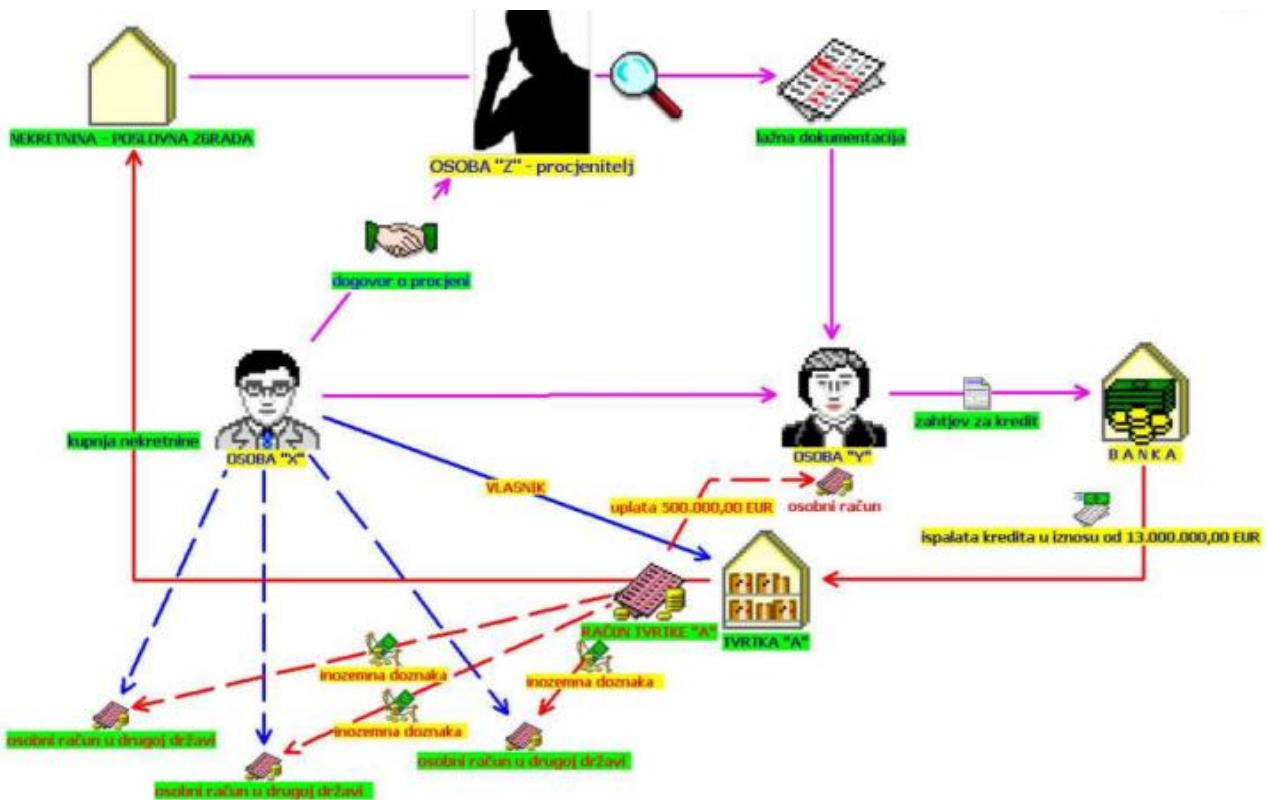 NEKRETNINA - POSLOVNA ZGRADA
OSOBA "Z" - procjenitelj
lažna dokumentacija
dogovor o procjeni
kupnja nekretnine
OSOBA "X"
OSOBA "Y"
zahtjev za kredit
B A N K A
VLASNIK
uplata 500.000,00 EUR
osobni račun
ispalata kredita u iznosu od 13.000.000,00 EUR
RAČUN TVRTKE "A"
TVRTKA "A"
inozemna doznaka
inozemna doznaka
inozemna doznaka
osobni račun u drugoj državi
osobni račun u drugoj državi
osobni račun u drugoj državi